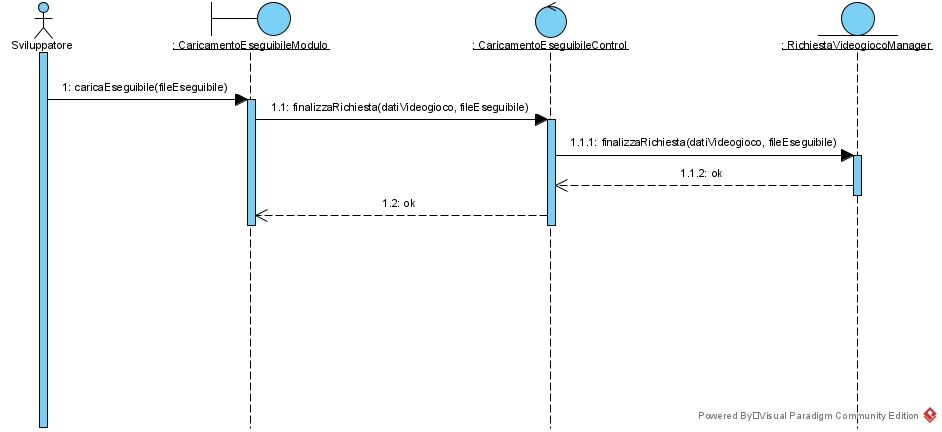 Sviluppatore
: CaricamentoEseguibileModulo
: CaricamentoEseguibileControl
: RichiestaVideogiocoManager
1: caricaEseguibile(fileEseguibile)
1.1: finalizzaRichiesta(datiVideogioco, fileEseguibile)
1.1.1: finalizzaRichiesta(datiVideogioco, fileEseguibile)
1.1.2: ok
1.2: ok
Powered By□Visual Paradigm Community Edition